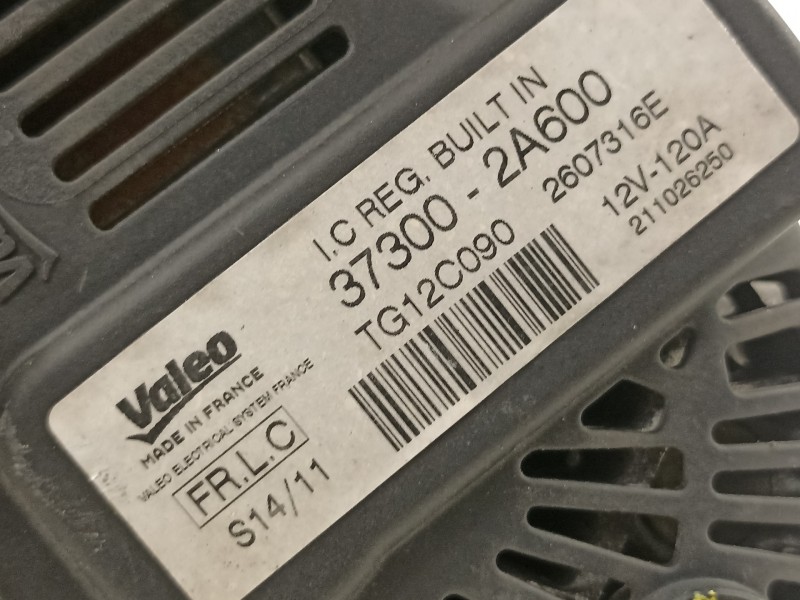 I.C REG. BUILT IN
37300 - 2A600
TG12C090 2607316E
12V-120A
211026250
Valeo
MADE IN FRANCE
VALEO ELECTRICAL SYSTEM FRANCE
FR.L.C
S14/11